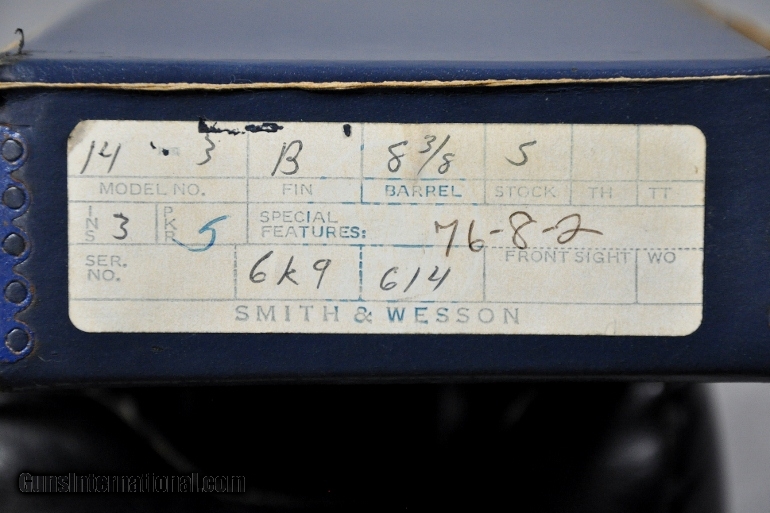 14 3 B 8 3/8 S
MODEL NO. FIN BARREL STOCK TH TT
INS 3 PKR 5 SPECIAL FEATURES: 76-8-2
SER. NO. 6K9 614 FRONT SIGHT WO
SMITH & WESSON
GunsInternational.com